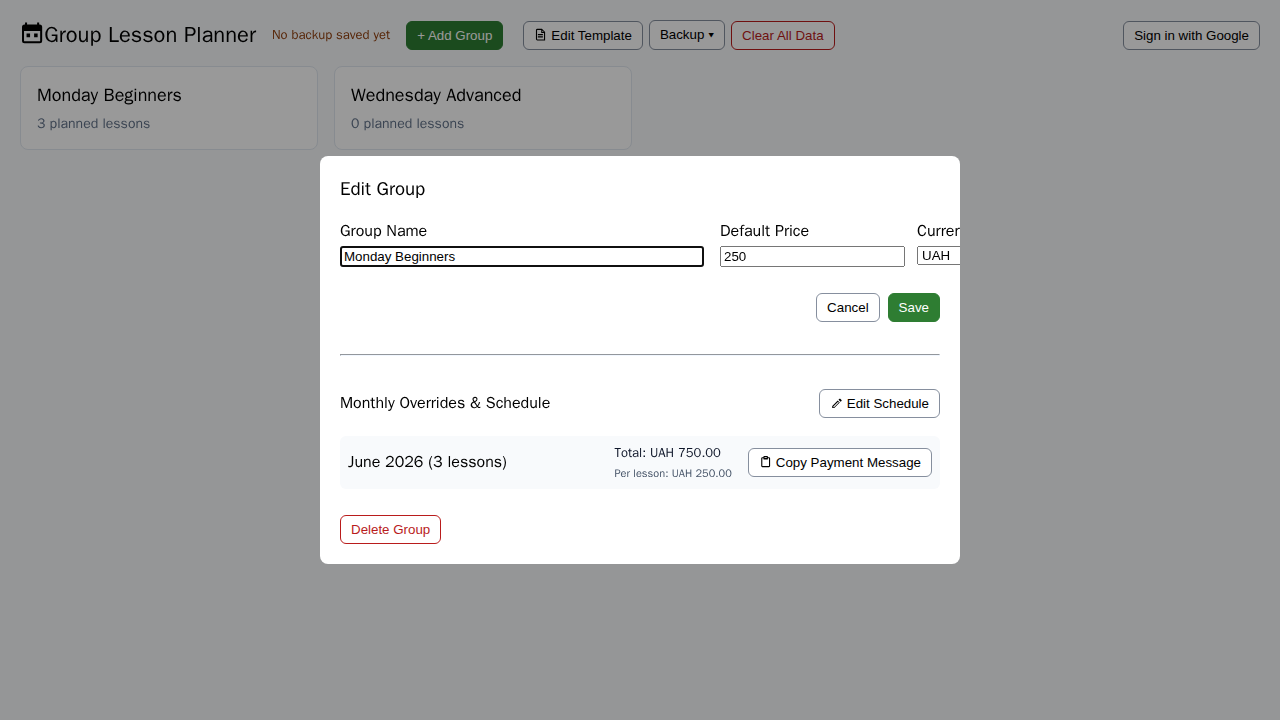 Group Lesson Planner
No backup saved yet
+ Add Group
Edit Template
Backup ▾
Clear All Data
Sign in with Google
Monday Beginners
3 planned lessons
Wednesday Advanced
0 planned lessons
Edit Group
Group Name
Default Price
Curren
Monday Beginners
250
UAH
Cancel
Save
Monthly Overrides & Schedule
Edit Schedule
June 2026 (3 lessons)
Total: UAH 750.00
Per lesson: UAH 250.00
Copy Payment Message
Delete Group